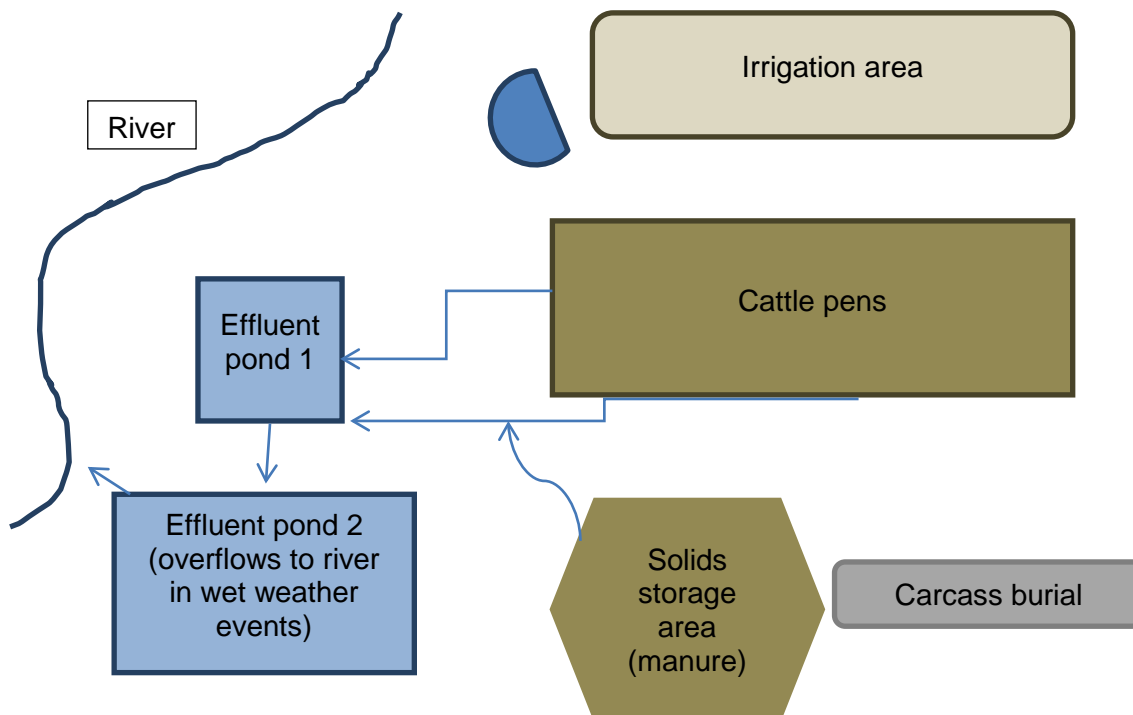 Irrigation area
River
Cattle pens
Effluent
pond 1
Effluent pond 2
(overflows to river
in wet weather
events)
Solids
storage
area
(manure)
Carcass burial